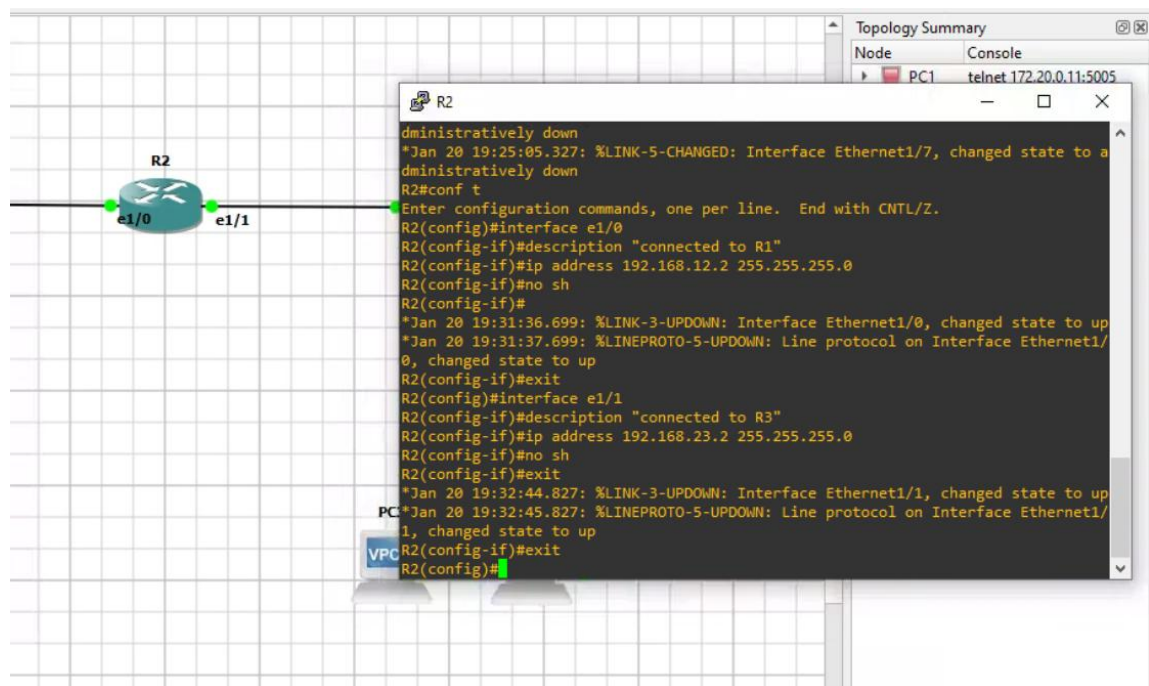 Topology Summary
Node Console
PC1 telnet 172.20.0.11:5005
R2
dministratively down
*Jan 20 19:25:05.327: %LINK-5-CHANGED: Interface Ethernet1/7, changed state to a
dministratively down
R2#conf t
Enter configuration commands, one per line.  End with CNTL/Z.
R2(config)#interface e1/0
R2(config-if)#description "connected to R1"
R2(config-if)#ip address 192.168.12.2 255.255.255.0
R2(config-if)#no sh
R2(config-if)#
*Jan 20 19:31:36.699: %LINK-3-UPDOWN: Interface Ethernet1/0, changed state to up
*Jan 20 19:31:37.699: %LINEPROTO-5-UPDOWN: Line protocol on Interface Ethernet1/
0, changed state to up
R2(config-if)#exit
R2(config)#interface e1/1
R2(config-if)#description "connected to R3"
R2(config-if)#ip address 192.168.23.2 255.255.255.0
R2(config-if)#no sh
R2(config-if)#exit
*Jan 20 19:32:44.827: %LINK-3-UPDOWN: Interface Ethernet1/1, changed state to up
*Jan 20 19:32:45.827: %LINEPROTO-5-UPDOWN: Line protocol on Interface Ethernet1/
1, changed state to up
R2(config-if)#exit
R2(config)#
R2
e1/0 e1/1